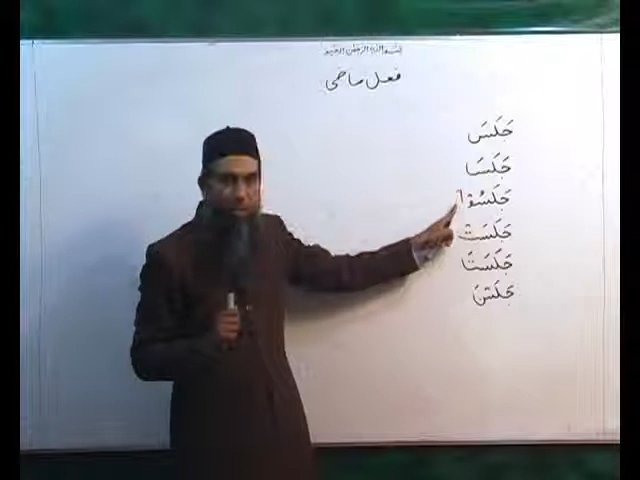 بسم الله الرحمن الرحيم
فعل ماضی
جَلَسَ
جَلَسَا
جَلَسُوْا
جَلَسَتْ
جَلَسَتَا
جَلَسْنَ